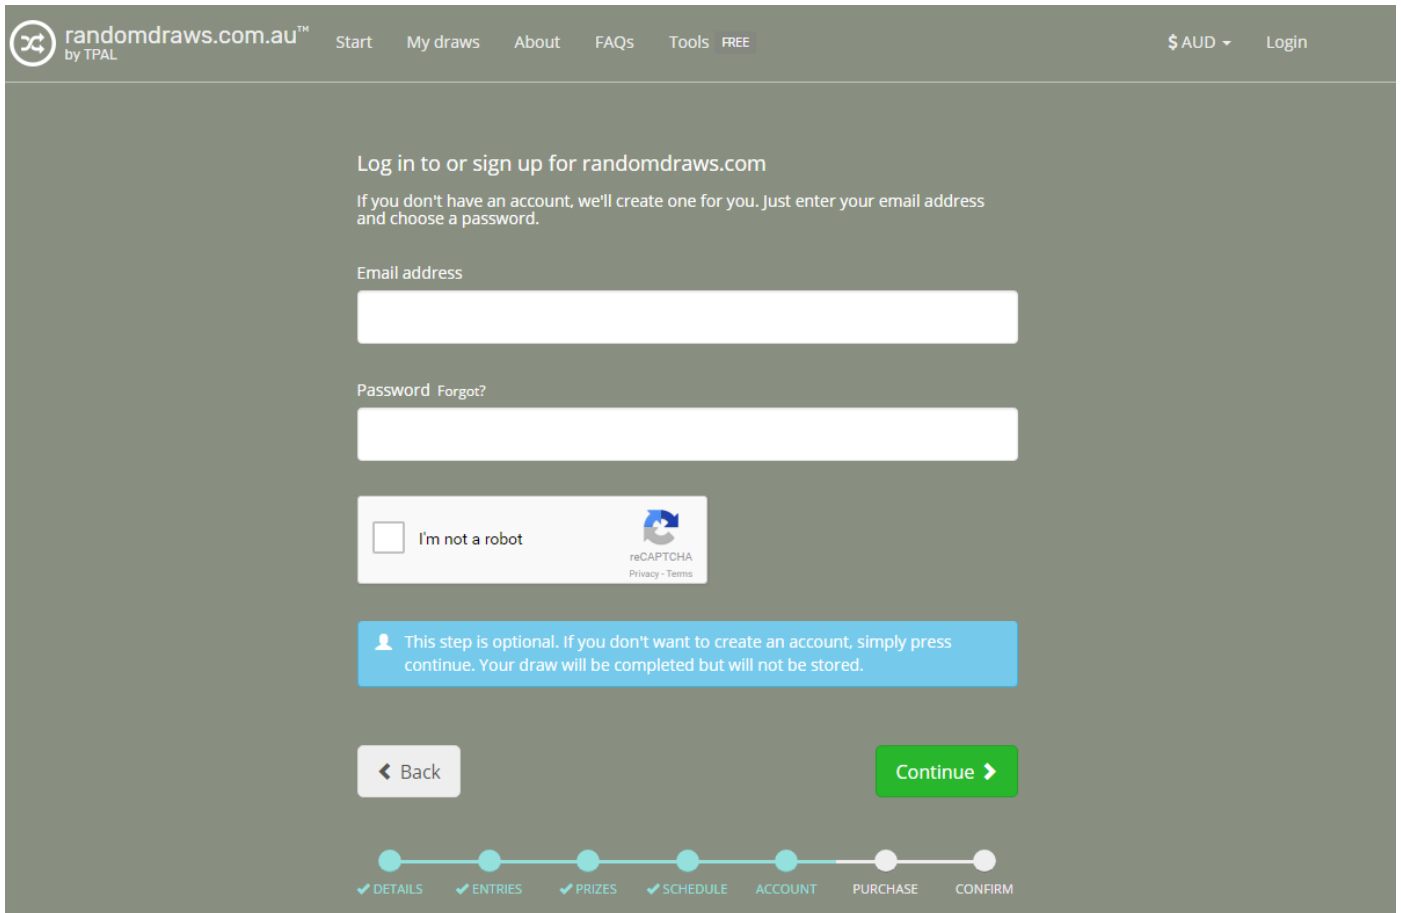 randomdraws.com.au™
by TPAL
Start
My draws
About
FAQs
Tools FREE
$ AUD
Login
Log in to or sign up for randomdraws.com
If you don't have an account, we'll create one for you. Just enter your email address
and choose a password.
Email address
Password Forgot?
I'm not a robot
reCAPTCHA
Privacy - Terms
This step is optional. If you don't want to create an account, simply press
continue. Your draw will be completed but will not be stored.
Back
Continue
DETAILS
ENTRIES
PRIZES
SCHEDULE
ACCOUNT
PURCHASE
CONFIRM